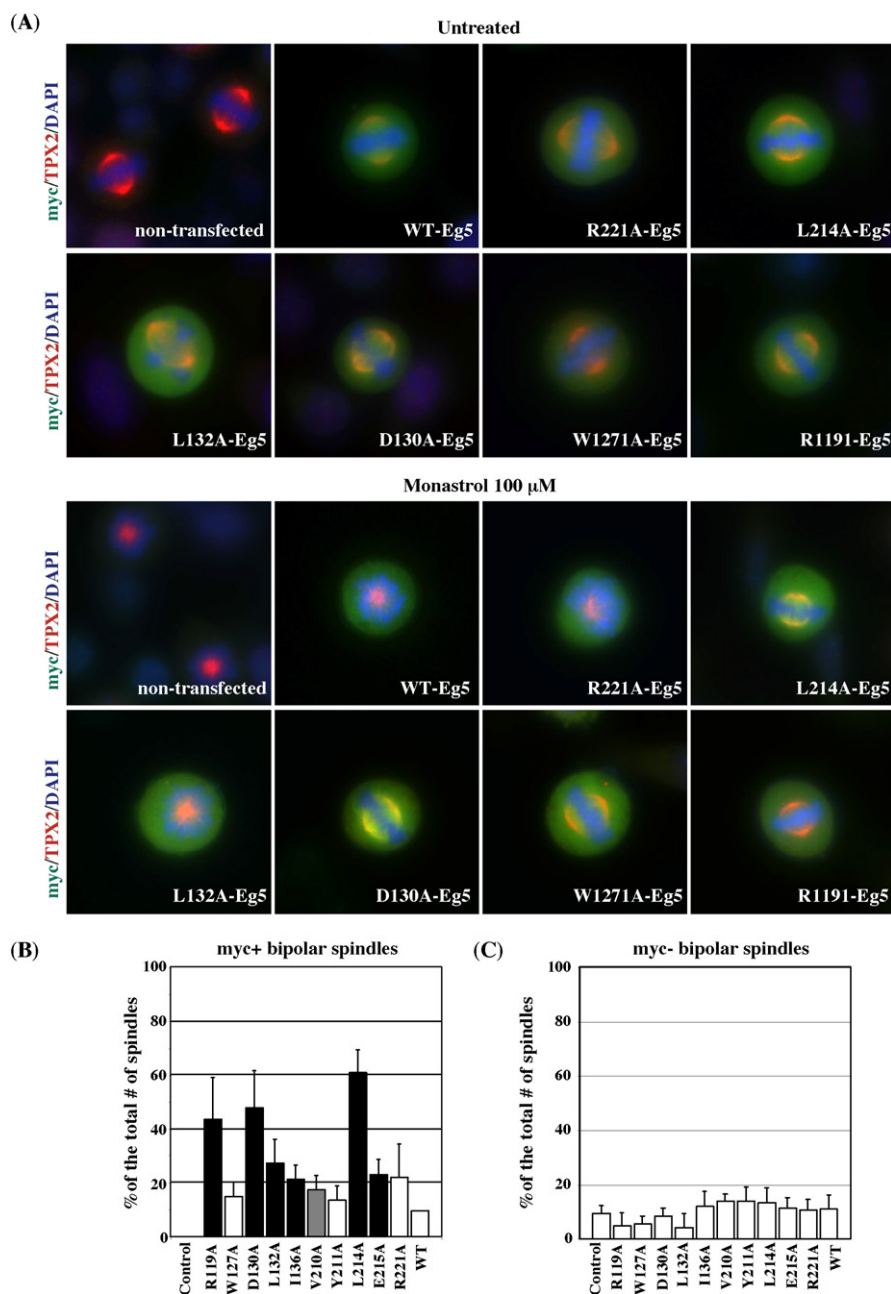 (A)
Untreated
myc/TPX2/DAPI
non-transfected
WT-Eg5
R221A-Eg5
L214A-Eg5
myc/TPX2/DAPI
L132A-Eg5
D130A-Eg5
W1271A-Eg5
R1191-Eg5
Monastrol 100 µM
myc/TPX2/DAPI
non-transfected
WT-Eg5
R221A-Eg5
L214A-Eg5
myc/TPX2/DAPI
L132A-Eg5
D130A-Eg5
W1271A-Eg5
R1191-Eg5
(B)
myc+ bipolar spindles
% of the total # of spindles
100
80
60
40
20
0
Control
R119A
W127A
D130A
L132A
I136A
V210A
Y211A
L214A
E215A
R221A
WT
(C)
myc- bipolar spindles
% of the total # of spindles
100
80
60
40
20
0
Control
R119A
W127A
D130A
L132A
I136A
V210A
Y211A
L214A
E215A
R221A
WT